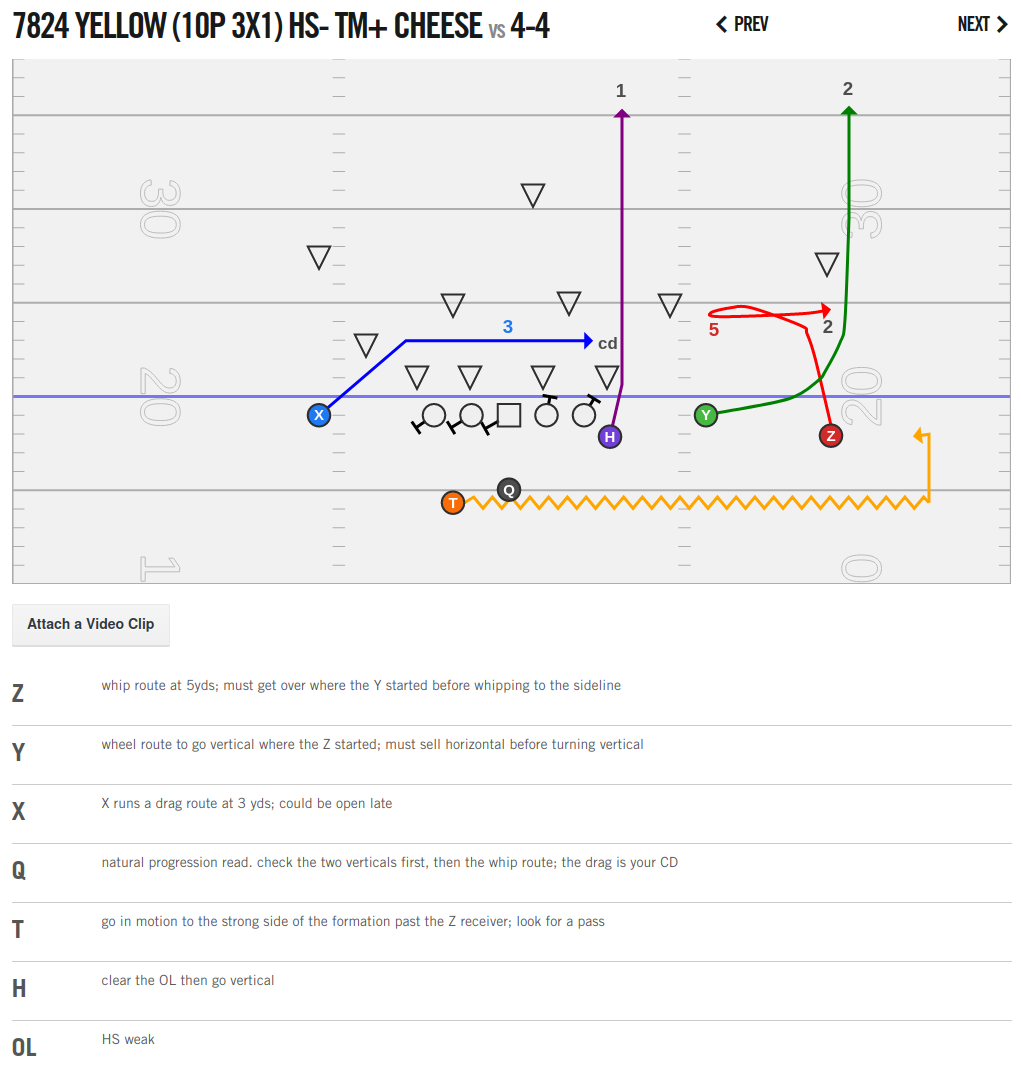 7824 YELLOW (10P 3X1) HS- TM+ CHEESE VS 4-4
PREV
NEXT
1
2
30
30
3
cd
5
2
20
20
X
H
Y
Z
T
Q
1
0
Attach a Video Clip
Z whip route at 5yds; must get over where the Y started before whipping to the sideline
Y wheel route to go vertical where the Z started; must sell horizontal before turning vertical
X X runs a drag route at 3 yds; could be open late
Q natural progression read. check the two verticals first, then the whip route; the drag is your CD
T go in motion to the strong side of the formation past the Z receiver; look for a pass
H clear the OL then go vertical
OL HS weak